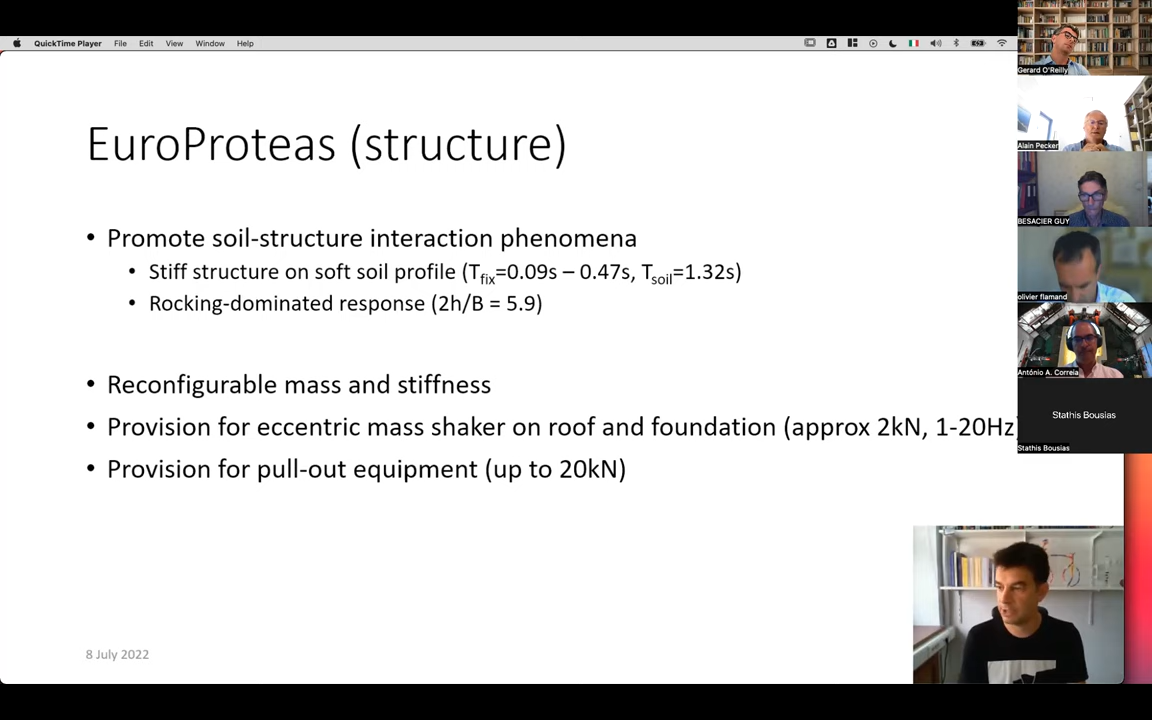 QuickTime Player File Edit View Window Help
EuroProteas (structure)
• Promote soil-structure interaction phenomena
• Stiff structure on soft soil profile (Tfix=0.09s – 0.47s, Tsoil=1.32s)
• Rocking-dominated response (2h/B = 5.9)
• Reconfigurable mass and stiffness
• Provision for eccentric mass shaker on roof and foundation (approx 2kN, 1-20Hz)
• Provision for pull-out equipment (up to 20kN)
8 July 2022
Gerard O'Reilly
Alain Pecker
BESACIER GUY
olivier flamand
António A. Correia
Stathis Bousias
Stathis Bousias